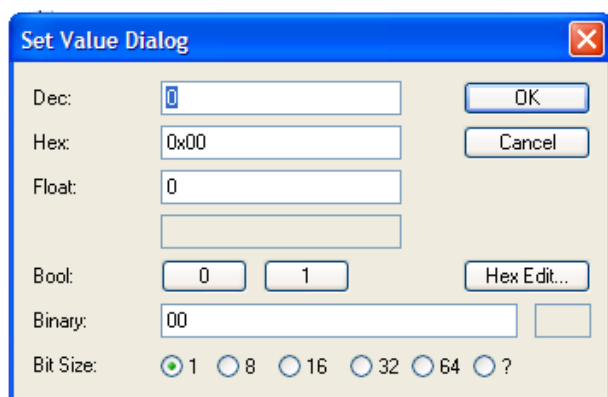 Set Value Dialog
Dec: 0 OK
Hex: 0x00 Cancel
Float: 0
Bool: 0 1 Hex Edit...
Binary: 00
Bit Size: 1 8 16 32 64 ?